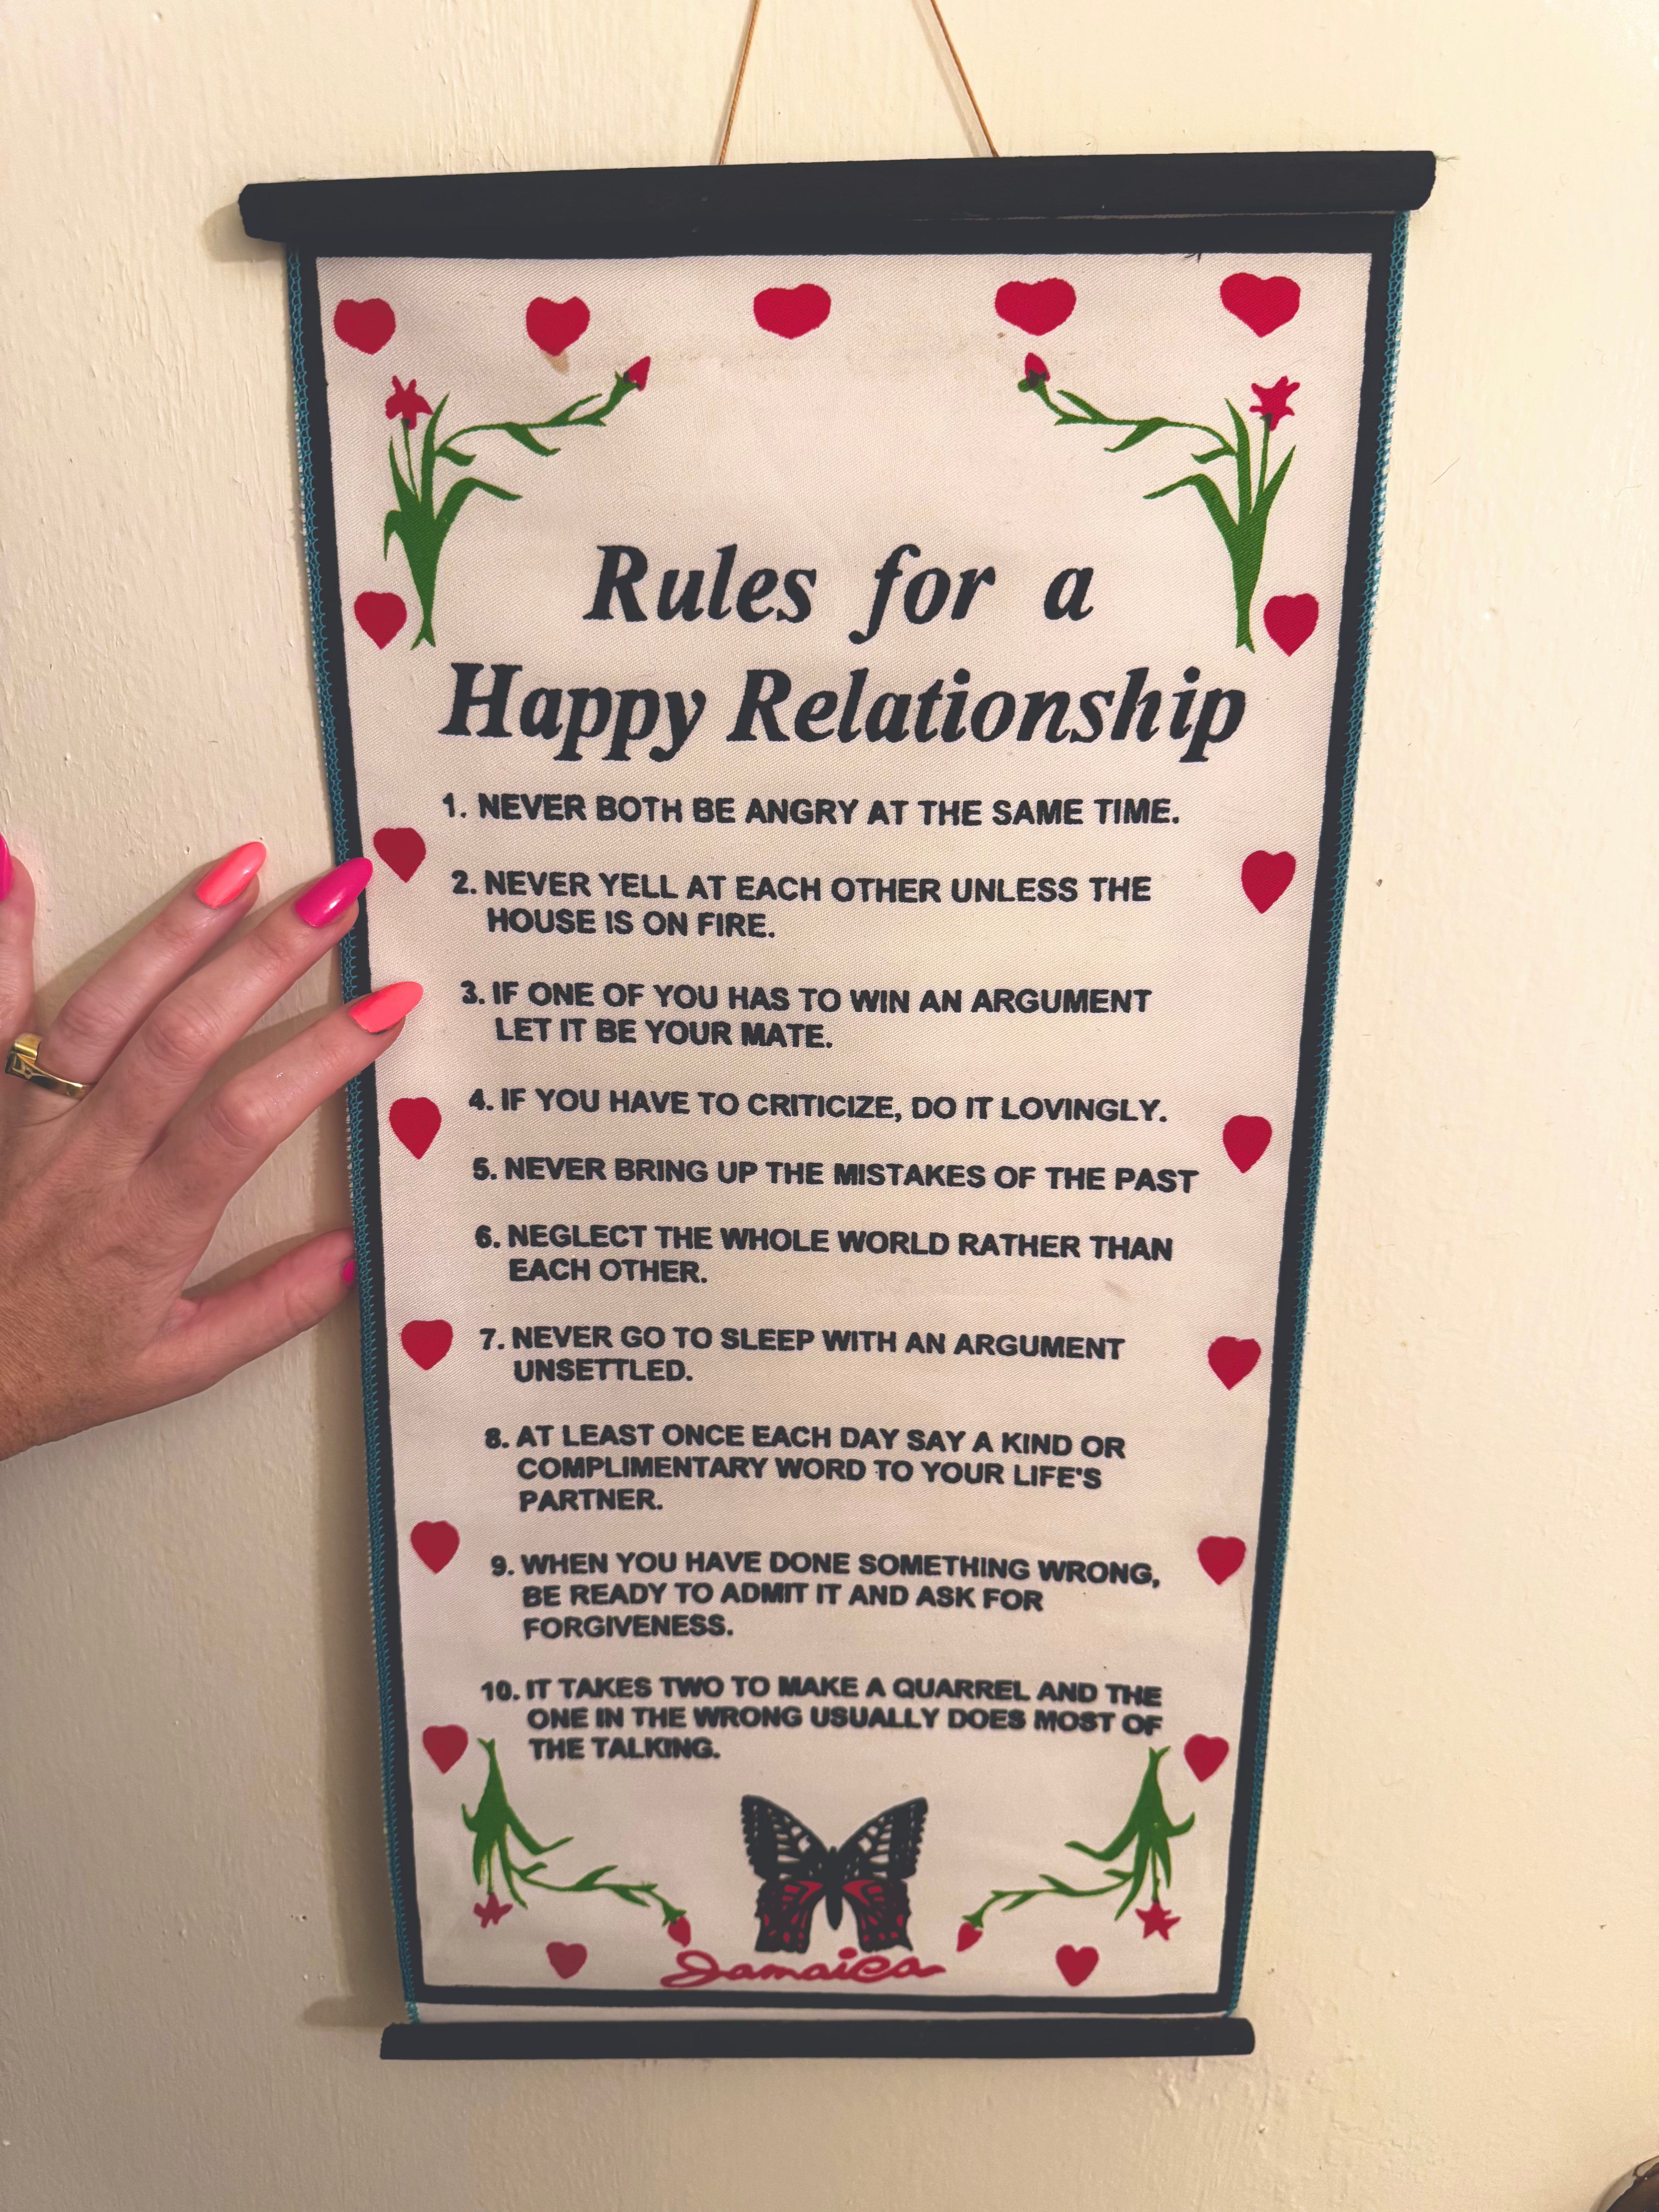 Rules for a
Happy Relationship
1. NEVER BOTH BE ANGRY AT THE SAME TIME.
2. NEVER YELL AT EACH OTHER UNLESS THE
HOUSE IS ON FIRE.
3. IF ONE OF YOU HAS TO WIN AN ARGUMENT
LET IT BE YOUR MATE.
4. IF YOU HAVE TO CRITICIZE, DO IT LOVINGLY.
5. NEVER BRING UP THE MISTAKES OF THE PAST
6. NEGLECT THE WHOLE WORLD RATHER THAN
EACH OTHER.
7. NEVER GO TO SLEEP WITH AN ARGUMENT
UNSETTLED.
8. AT LEAST ONCE EACH DAY SAY A KIND OR
COMPLIMENTARY WORD TO YOUR LIFE'S
PARTNER.
9. WHEN YOU HAVE DONE SOMETHING WRONG,
BE READY TO ADMIT IT AND ASK FOR
FORGIVENESS.
10. IT TAKES TWO TO MAKE A QUARREL AND THE
ONE IN THE WRONG USUALLY DOES MOST OF
THE TALKING.
Jamaica